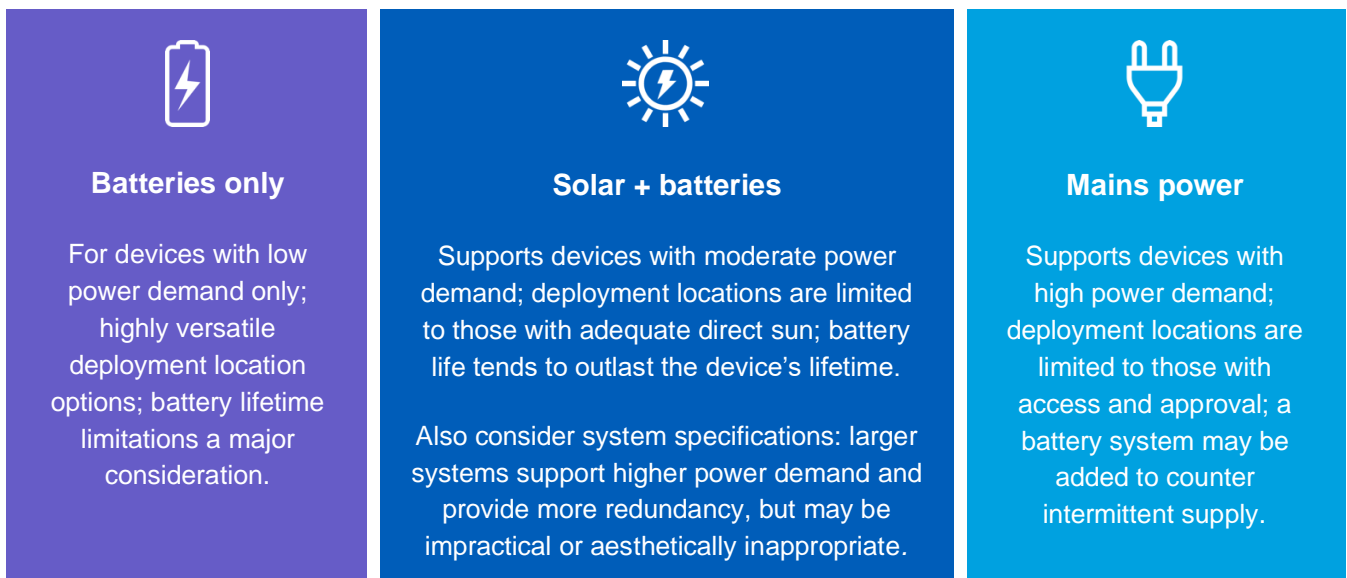 Batteries only
For devices with low
power demand only;
highly versatile
deployment location
options; battery lifetime
limitations a major
consideration.
Solar + batteries
Supports devices with moderate power
demand; deployment locations are limited
to those with adequate direct sun; battery
life tends to outlast the device’s lifetime.
Also consider system specifications: larger
systems support higher power demand and
provide more redundancy, but may be
impractical or aesthetically inappropriate.
Mains power
Supports devices with
high power demand;
deployment locations are
limited to those with
access and approval; a
battery system may be
added to counter
intermittent supply.